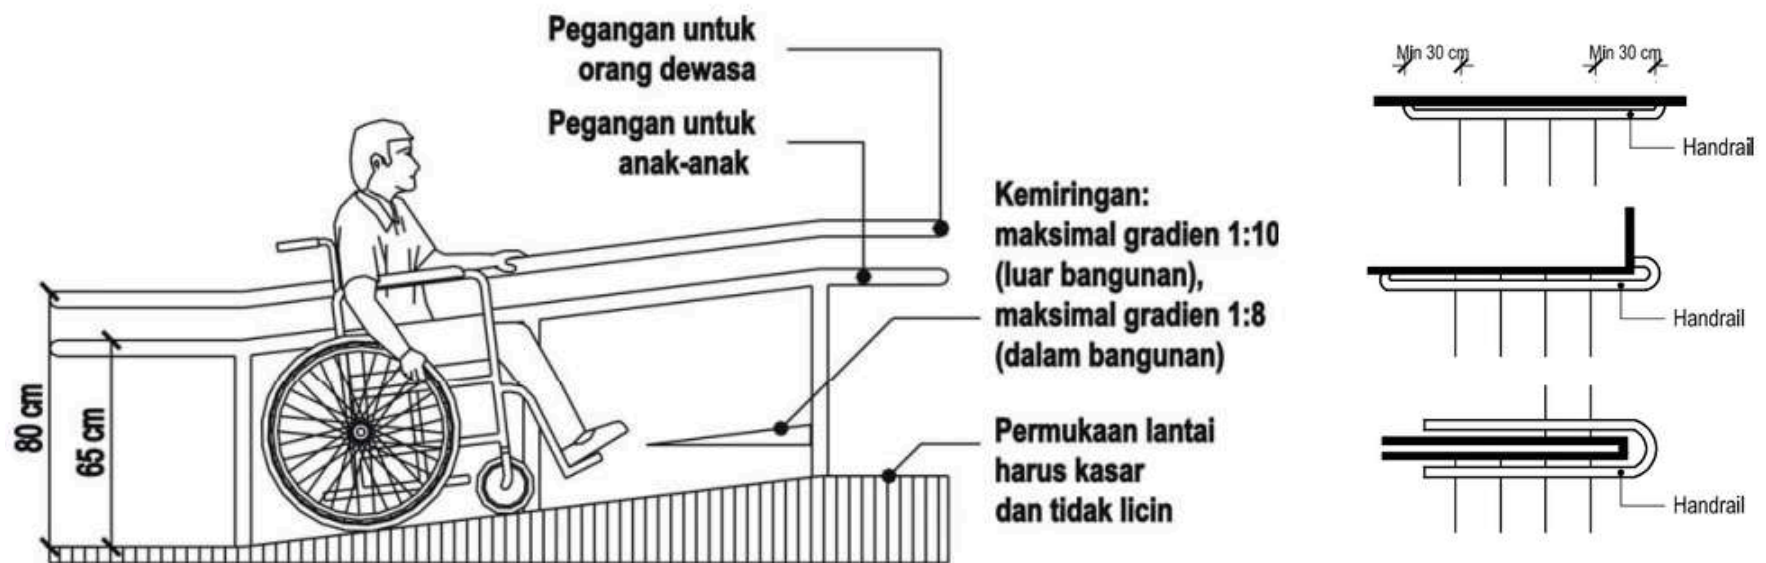 Pegangan untuk
orang dewasa
Pegangan untuk
anak-anak
Kemiringan:
maksimal gradien 1:10
(luar bangunan),
maksimal gradien 1:8
(dalam bangunan)
Permukaan lantai
harus kasar
dan tidak licin
80 cm
65 cm
Min 30 cm
Min 30 cm
Handrail
Handrail
Handrail